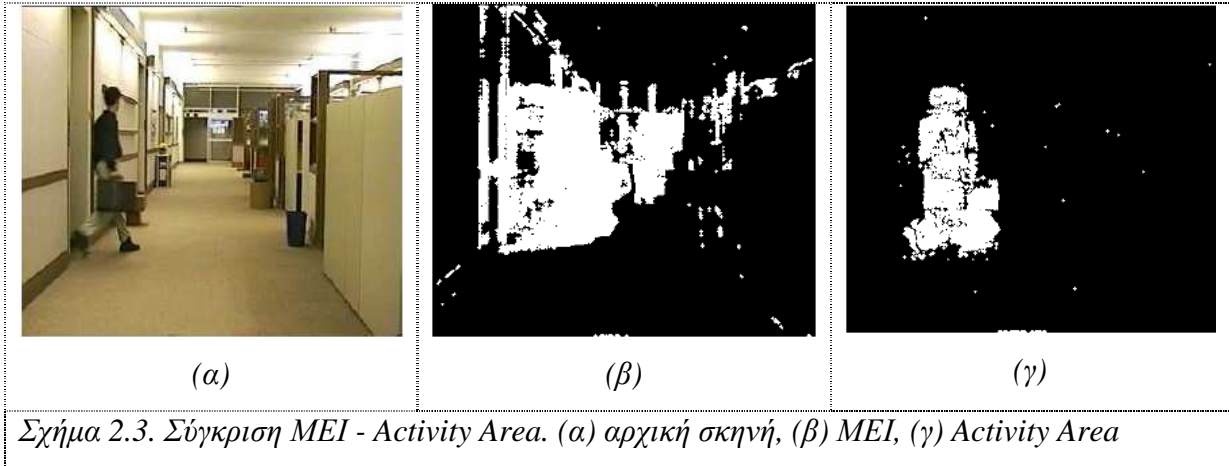 (α) (β) (γ)
Σχήμα 2.3. Σύγκριση MEI - Activity Area. (α) αρχική σκηνή, (β) MEI, (γ) Activity Area